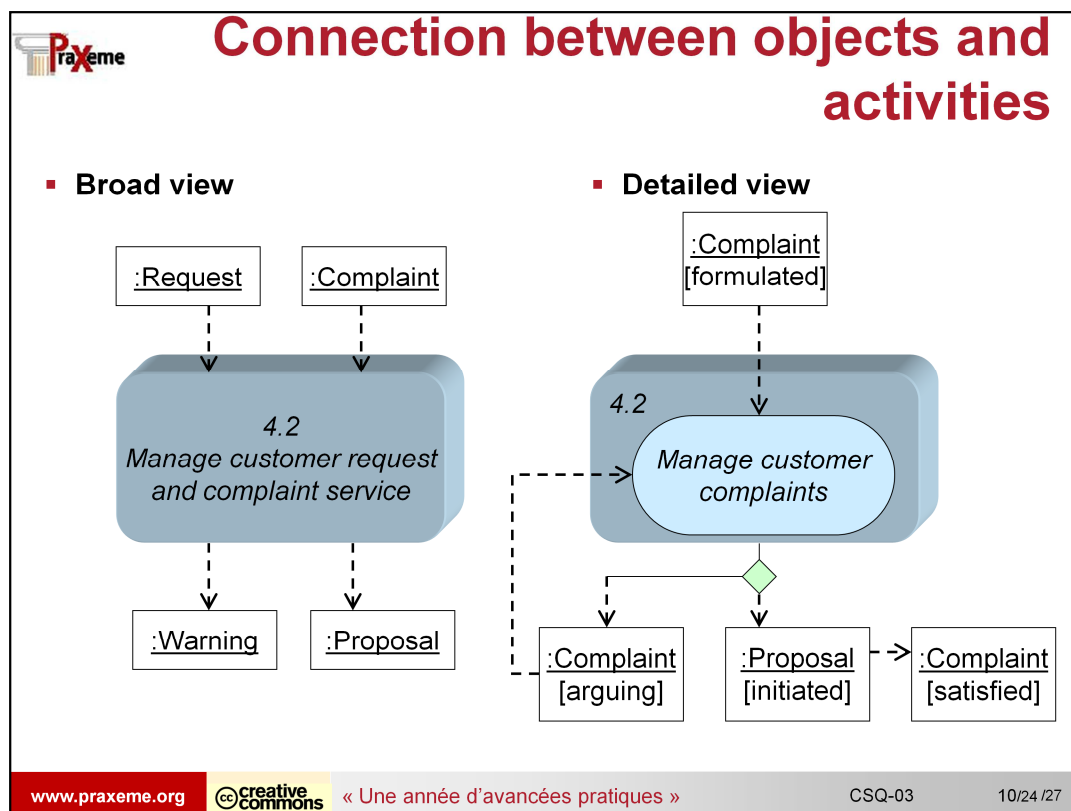 Praxeme
Connection between objects and
activities
▪ Broad view
:Request
:Complaint
4.2
Manage customer request
and complaint service
:Warning
:Proposal
▪ Detailed view
:Complaint
[formulated]
4.2
Manage customer
complaints
:Complaint
[arguing]
:Proposal
[initiated]
:Complaint
[satisfied]
www.praxeme.org
cc creative
commons
« Une année d’avancées pratiques »
CSQ-03
10/24 /27